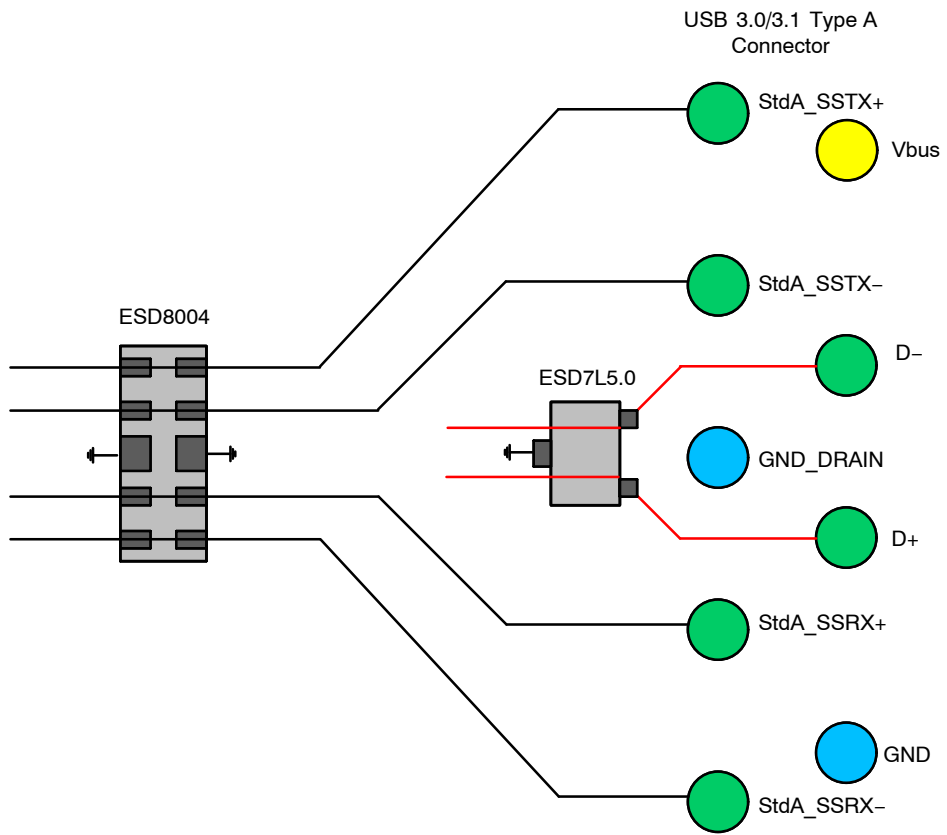 USB 3.0/3.1 Type A
Connector
StdA_SSTX+
Vbus
StdA_SSTX−
ESD8004
D−
ESD7L5.0
GND_DRAIN
D+
StdA_SSRX+
GND
StdA_SSRX−